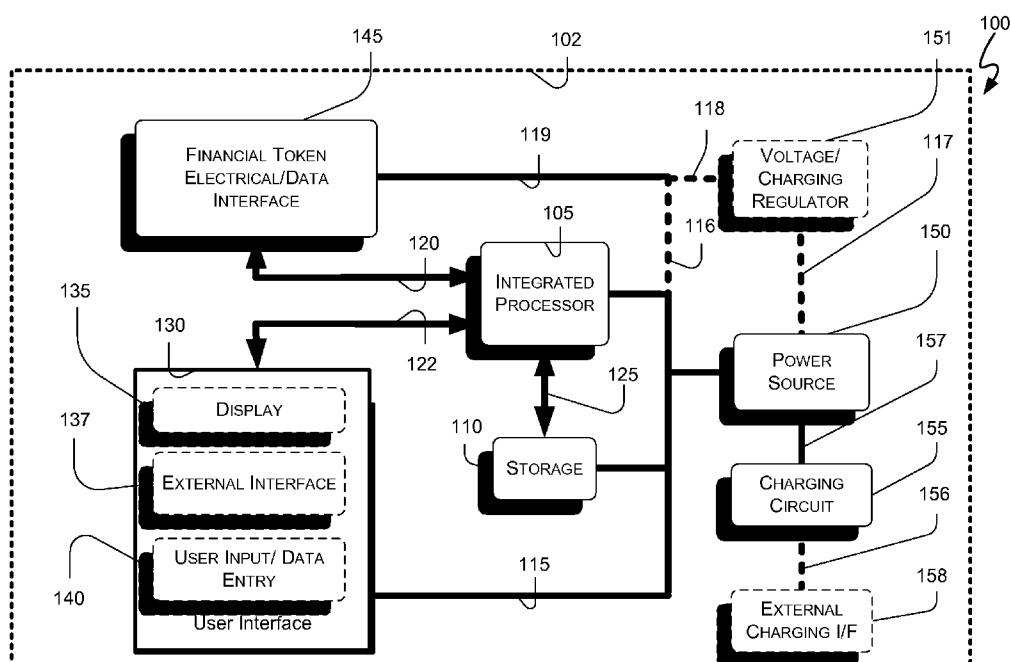 100
145
102
151
FINANCIAL TOKEN
ELECTRICAL/DATA
INTERFACE
119
118
VOLTAGE/
CHARGING
REGULATOR
117
105
116
150
120
INTEGRATED
PROCESSOR
135
130
122
157
POWER
SOURCE
125
DISPLAY
137
110
155
STORAGE
EXTERNAL INTERFACE
CHARGING
CIRCUIT
156
USER INPUT/ DATA
ENTRY
140
115
158
User Interface
EXTERNAL
CHARGING I/F